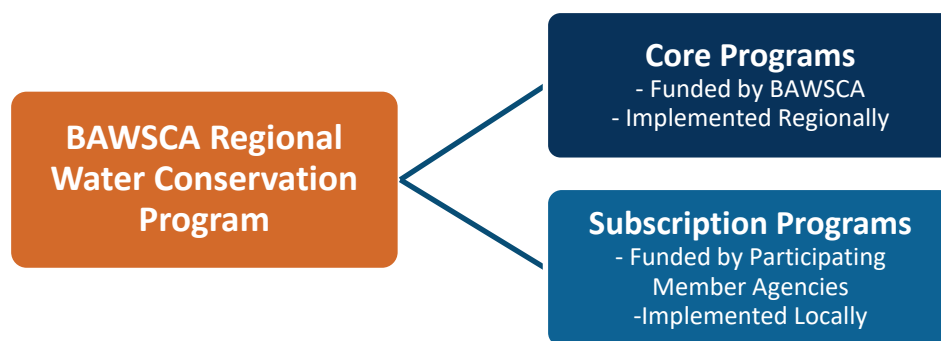 BAWSCA Regional
Water Conservation
Program
Core Programs
- Funded by BAWSCA
- Implemented Regionally
Subscription Programs
- Funded by Participating
Member Agencies
-Implemented Locally